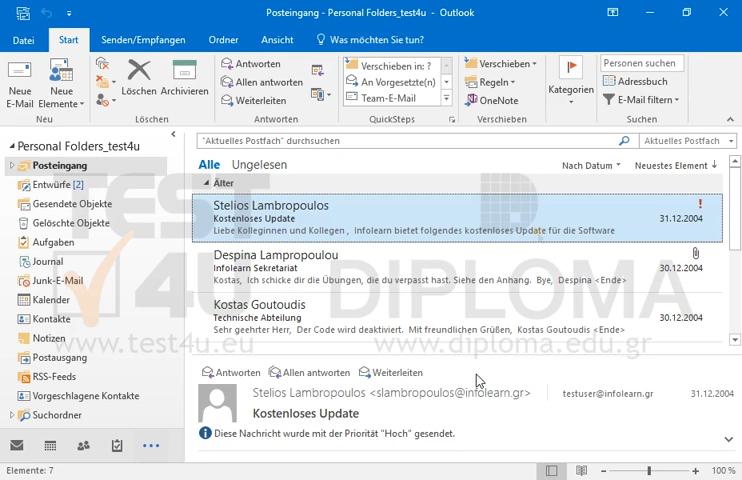 Posteingang - Personal Folders_test4u - Outlook
Datei Start Senden/Empfangen Ordner Ansicht Was möchten Sie tun?
Neue E-Mail
Neue Elemente
Löschen
Archivieren
Antworten
Allen antworten
Weiterleiten
Verschieben in: ?
An Vorgesetzte(n)
Team-E-Mail
Verschieben
Regeln
OneNote
Kategorien
Personen suchen
Adressbuch
E-Mail filtern
Neu Löschen Antworten QuickSteps Verschieben Suchen
Personal Folders_test4u
Posteingang
Entwürfe [2]
Gesendete Objekte
Gelöschte Objekte
Aufgaben
Journal
Junk-E-Mail
Kalender
Kontakte
Notizen
Postausgang
RSS-Feeds
Vorgeschlagene Kontakte
Suchordner
"Aktuelles Postfach" durchsuchen
Aktuelles Postfach
Alle Ungelesen Nach Datum Neuestes Element
Älter
Stelios Lambropoulos
Kostenloses Update 31.12.2004
Liebe Kolleginnen und Kollegen , Infolearn bietet folgendes kostenloses Update für die Software
Despina Lampropoulou
Infolearn Sekretariat 30.12.2004
Kostas, Ich schicke dir die Übungen, die du verpasst hast. Siehe den Anhang. Bye, Despina <Ende>
Kostas Goutoudis
Technische Abteilung 31.12.2004
Sehr geehrter Herr, Der Code wird deaktiviert. Mit freundlichen Grüßen, Kostas Goutoudis <Ende>
Antworten Allen antworten Weiterleiten
Stelios Lambropoulos <slambropoulos@infolearn.gr> testuser@infolearn.gr 31.12.2004
Kostenloses Update
Diese Nachricht wurde mit der Priorität "Hoch" gesendet.
Elemente: 7 100 %
TEST 4U
www.test4u.eu
DIPLOMA
www.diploma.edu.gr